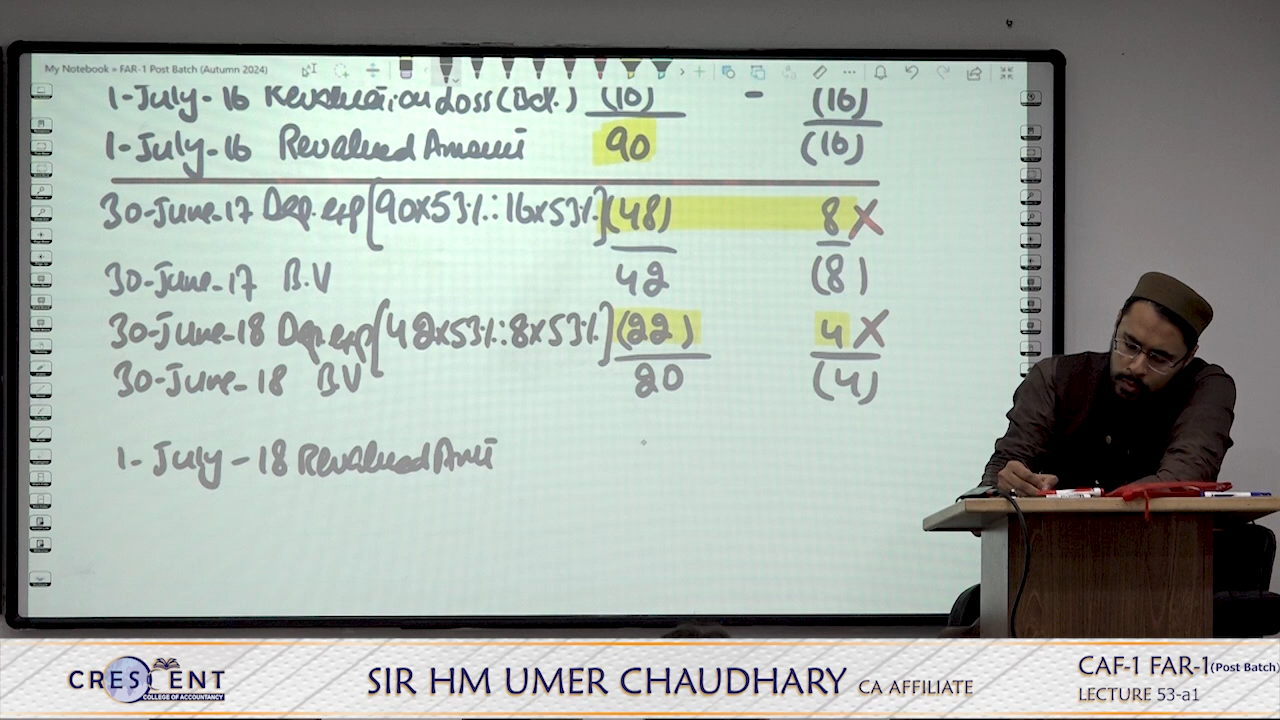 My Notebook » FAR-1 Post Batch (Autumn 2024)
1-July-16 Revaluation Loss (Bal.) (16) - (16)
1-July-16 Revalued Amount 90 (16)
30-June-17 Dep. exp [90x53% : 16x53%] (48) 8 X
30-June-17 B.V 42 (8)
30-June-18 Dep. exp [42x53% : 8x53%] (22) 4 X
30-June-18 BV 20 (4)
1-July-18 Revalued Amt
CRESCENT
COLLEGE OF ACCOUNTANCY
SIR HM UMER CHAUDHARY CA AFFILIATE
CAF-1 FAR-1 (Post Batch)
LECTURE 53-a1